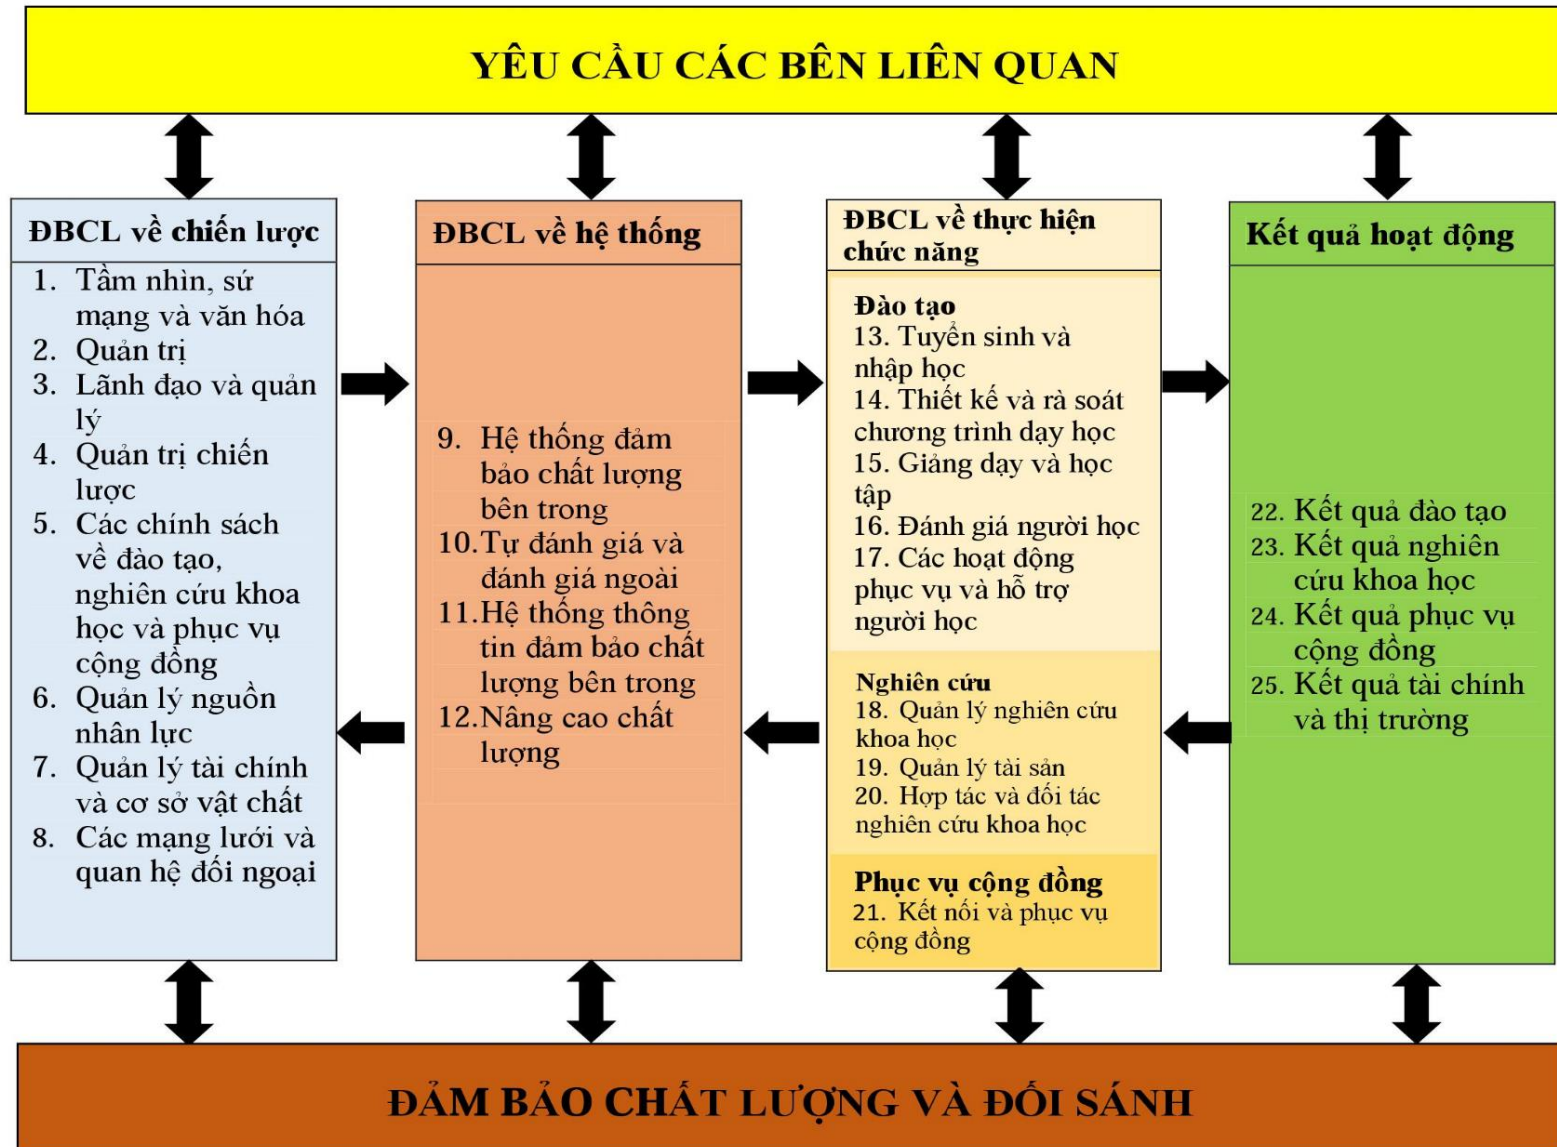 YÊU CẦU CÁC BÊN LIÊN QUAN
ĐBCL về chiến lược
1. Tầm nhìn, sứ
mạng và văn hóa
2. Quản trị
3. Lãnh đạo và quản
lý
4. Quản trị chiến
lược
5. Các chính sách
về đào tạo,
nghiên cứu khoa
học và phục vụ
cộng đồng
6. Quản lý nguồn
nhân lực
7. Quản lý tài chính
và cơ sở vật chất
8. Các mạng lưới và
quan hệ đối ngoại
ĐBCL về hệ thống
9. Hệ thống đảm
bảo chất lượng
bên trong
10.Tự đánh giá và
đánh giá ngoài
11.Hệ thống thông
tin đảm bảo chất
lượng bên trong
12.Nâng cao chất
lượng
ĐBCL về thực hiện
chức năng
Đào tạo
13. Tuyển sinh và
nhập học
14. Thiết kế và rà soát
chương trình dạy học
15. Giảng dạy và học
tập
16. Đánh giá người học
17. Các hoạt động
phục vụ và hỗ trợ
người học
Nghiên cứu
18. Quản lý nghiên cứu
khoa học
19. Quản lý tài sản
20. Hợp tác và đối tác
nghiên cứu khoa học
Phục vụ cộng đồng
21. Kết nối và phục vụ
cộng đồng
Kết quả hoạt động
22. Kết quả đào tạo
23. Kết quả nghiên
cứu khoa học
24. Kết quả phục vụ
cộng đồng
25. Kết quả tài chính
và thị trường
ĐẢM BẢO CHẤT LƯỢNG VÀ ĐỐI SÁNH